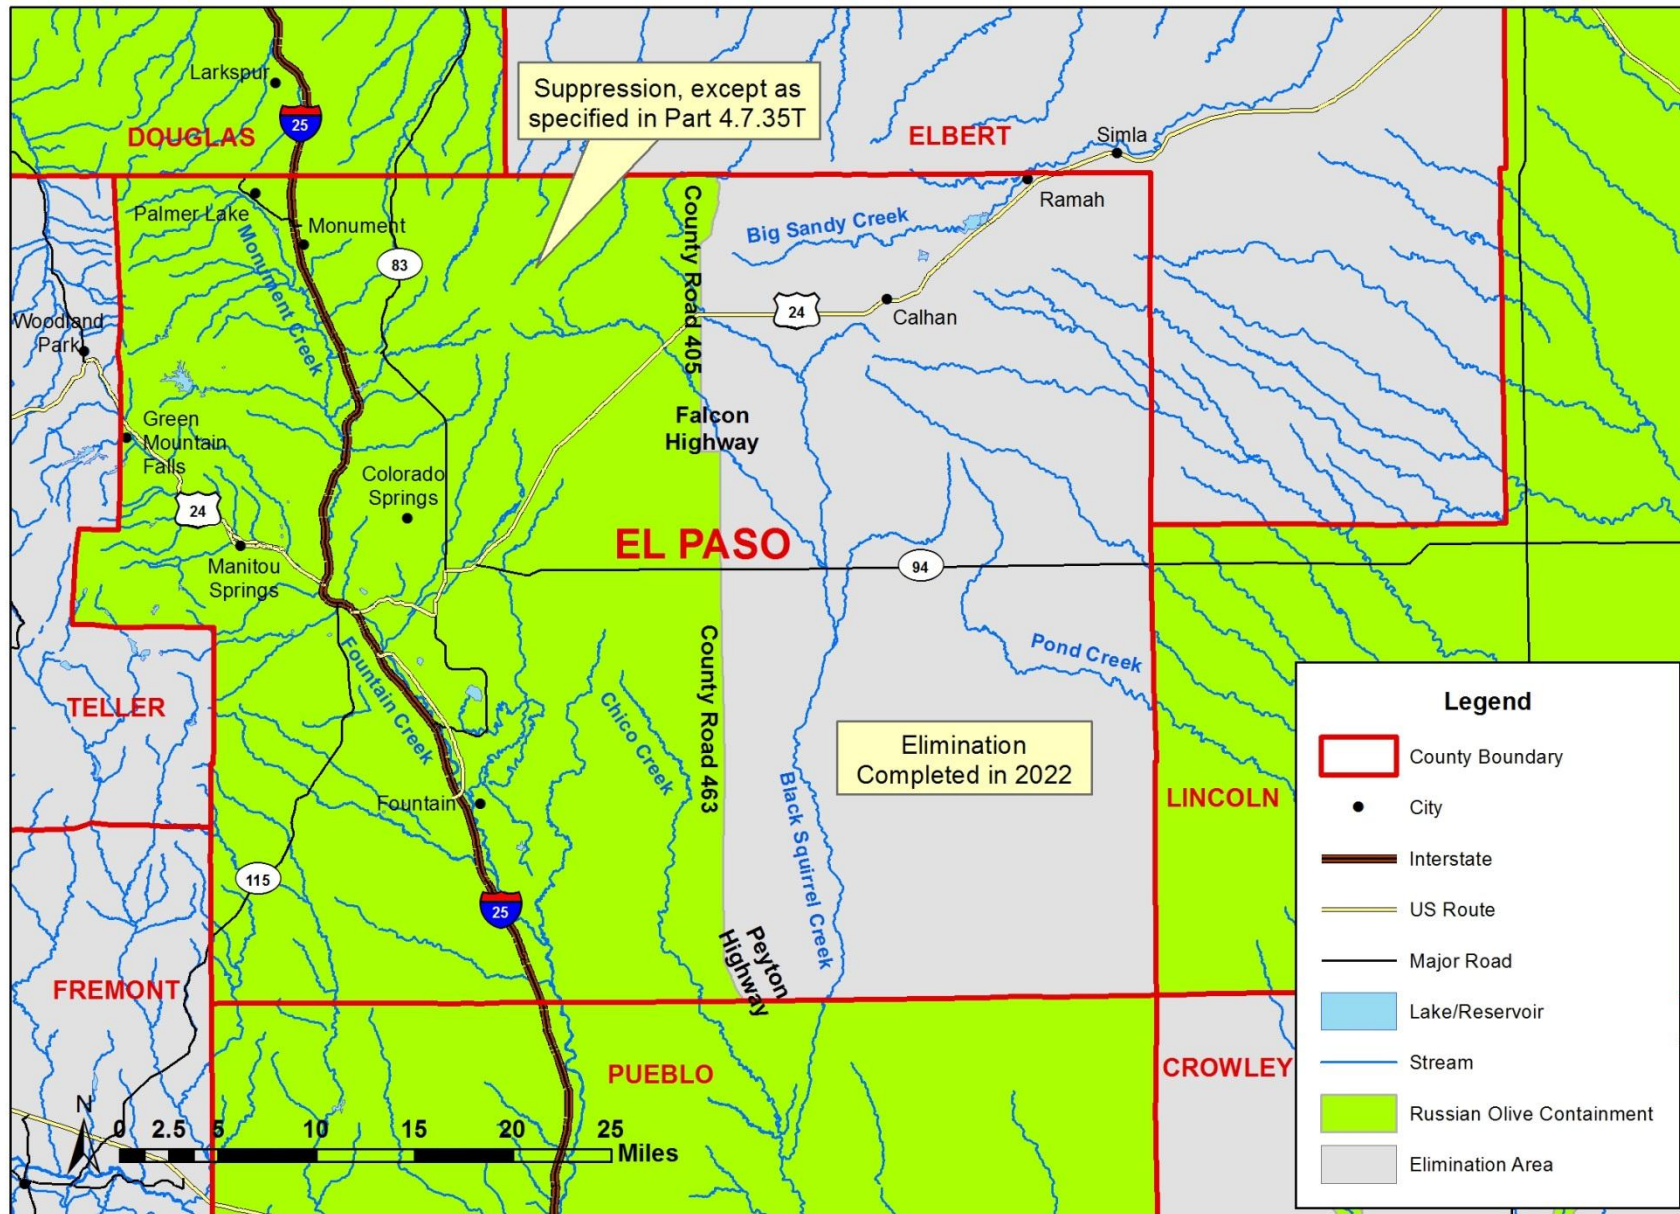 Larkspur
25
DOUGLAS
Suppression, except as
specified in Part 4.7.35T
ELBERT
Simla
Ramah
Palmer Lake
Monument
83
Monument Creek
County Road 405
Big Sandy Creek
24
Calhan
Woodland
Park
Falcon
Highway
Green
Mountain
Falls
24
Colorado
Springs
EL PASO
94
Manitou
Springs
Fountain Creek
Chico Creek
County Road 463
Pond Creek
TELLER
Elimination
Completed in 2022
Black Squirrel Creek
LINCOLN
Fountain
115
25
Peyton
Highway
FREMONT
PUEBLO
CROWLEY
N
0 2.5 5 10 15 20 25
Miles
Legend
County Boundary
City
Interstate
US Route
Major Road
Lake/Reservoir
Stream
Russian Olive Containment
Elimination Area